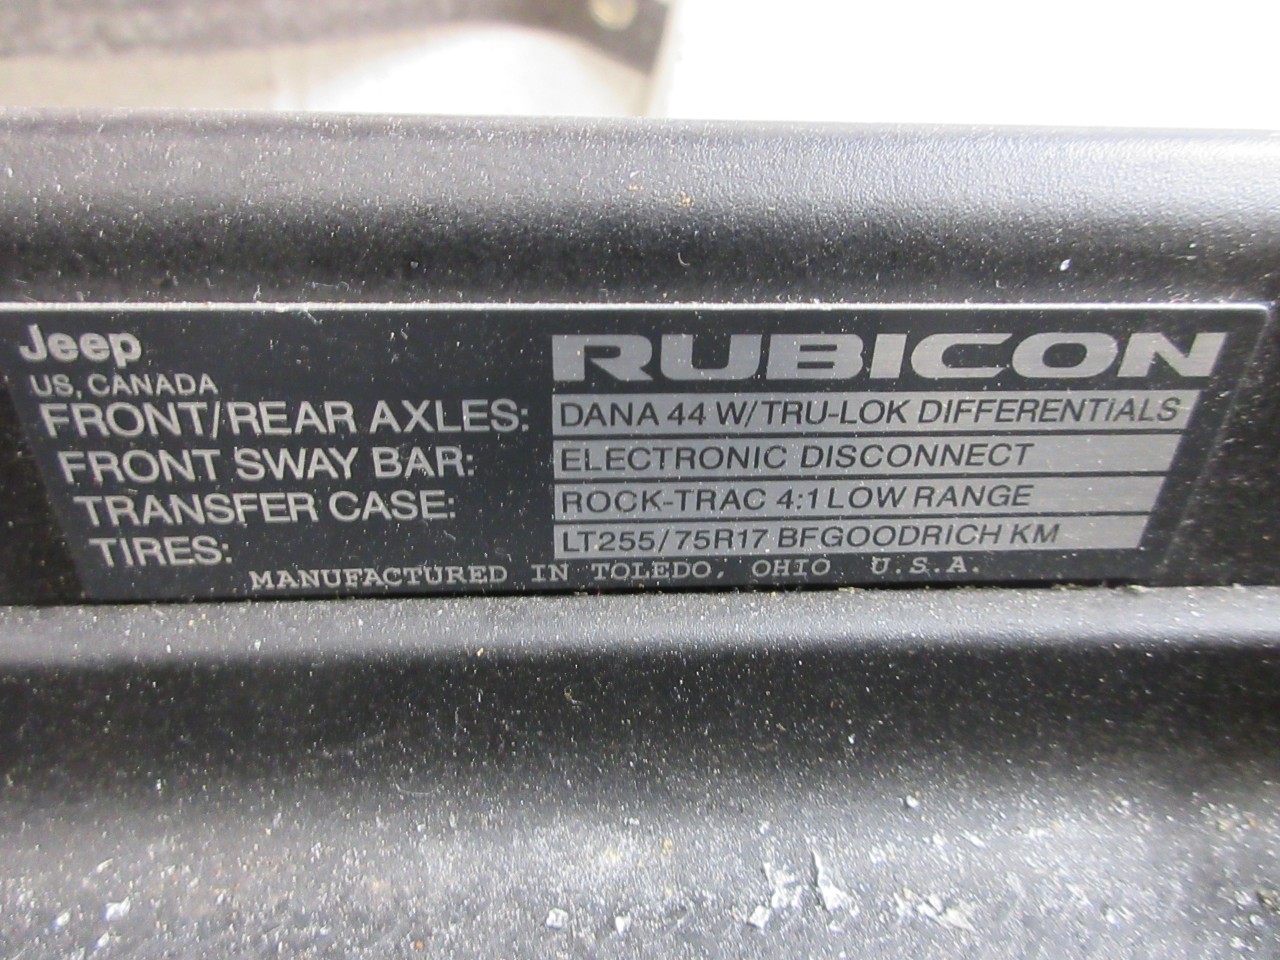 Jeep RUBICON
US, CANADA
FRONT/REAR AXLES: DANA 44 W/ TRU-LOK DIFFERENTiALS
FRONT SWAY BAR: ELECTRONIC DISCONNECT
TRANSFER CASE: ROCK-TRAC 4:1 LOW RANGE
TIRES: LT255/75R17 BFGOODRICH KM
MANUFACTURED IN TOLEDO, OHIO U.S.A.